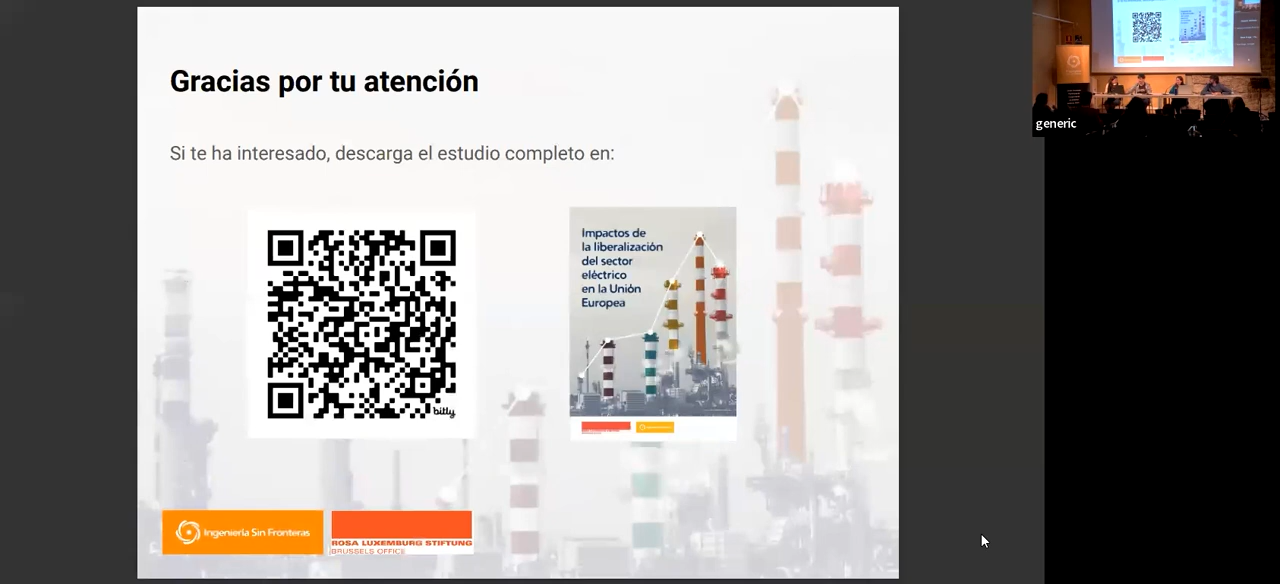 Gracias por tu atención
Si te ha interesado, descarga el estudio completo en:
Impactos de
la liberalización
del sector
eléctrico
en la Unión
Europea
bitly
Ingeniería Sin Fronteras
ROSA LUXEMBURG STIFTUNG
BRUSSELS OFFICE
generic